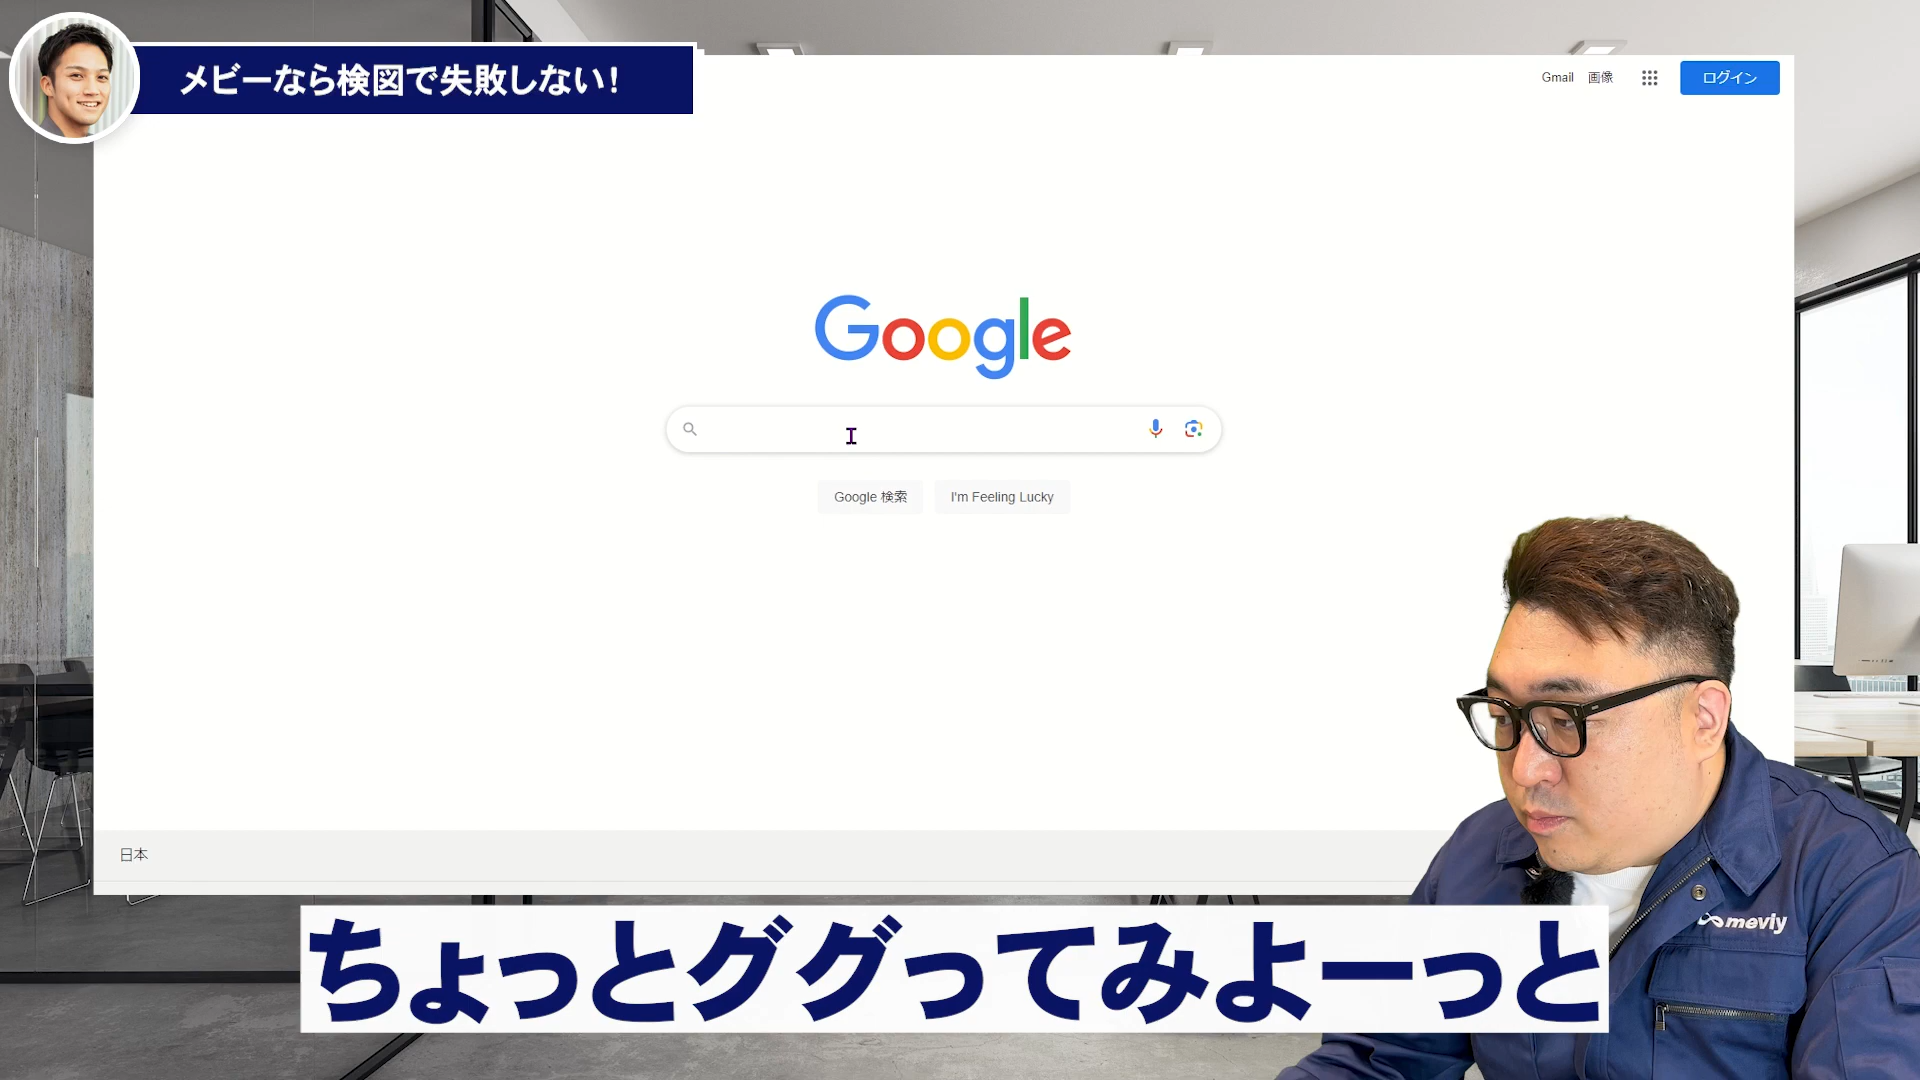 メビーなら検図で失敗しない!
Gmail 画像 ログイン
Google
Google 検索 I'm Feeling Lucky
日本
meviy
ちょっとググってみよーっと